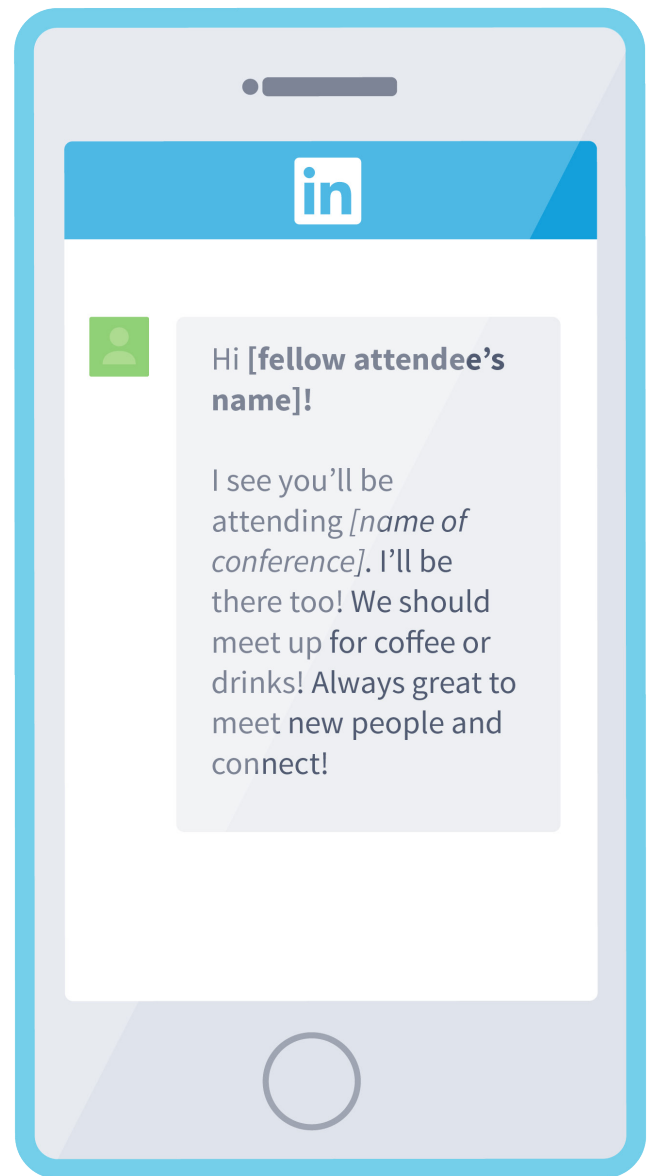 in
Hi [fellow attendee’s
name]!
I see you’ll be
attending [name of
conference]. I’ll be
there too! We should
meet up for coffee or
drinks! Always great to
meet new people and
connect!